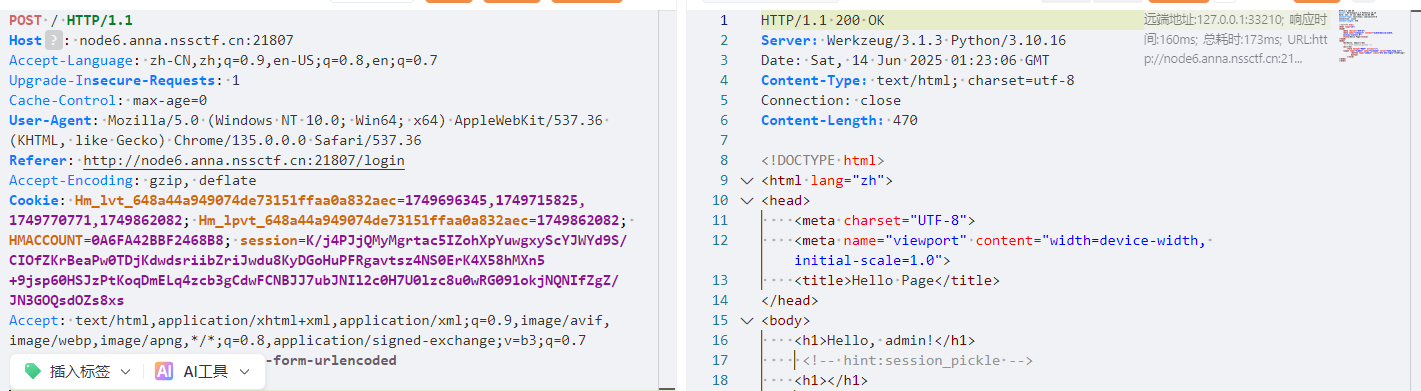 POST / HTTP/1.1
Host ?: node6.anna.nssctf.cn:21807
Accept-Language: zh-CN,zh;q=0.9,en-US;q=0.8,en;q=0.7
Upgrade-Insecure-Requests: 1
Cache-Control: max-age=0
User-Agent: Mozilla/5.0 (Windows NT 10.0; Win64; x64) AppleWebKit/537.36
(KHTML, like Gecko) Chrome/135.0.0.0 Safari/537.36
Referer: http://node6.anna.nssctf.cn:21807/login
Accept-Encoding: gzip, deflate
Cookie: Hm_lvt_648a44a949074de73151ffaa0a832aec=1749696345,1749715825,
1749770771,1749862082; Hm_lpvt_648a44a949074de73151ffaa0a832aec=1749862082;
HMACCOUNT=0A6FA42BBF2468B8; session=K/j4PJjQMyMgrtac5IZohXpYuwgxyScYJWYd9S/
CIOfZKrBeaPw0TDjKdwdsriibZriJwdu8KyDGoHuPFRgavtsz4NS0ErK4X58hMXn5
+9jsp60HSJzPtKoqDmELq4zcb3gCdwFCNBJJ7ubJNIl2c0H7U0lzc8u0wRG091okjNQNIfZgZ/
JN3GOQsdOZs8xs
Accept: text/html,application/xhtml+xml,application/xml;q=0.9,image/avif,
image/webp,image/apng,*/*;q=0.8,application/signed-exchange;v=b3;q=0.7
-form-urlencoded
插入标签
AI AI工具
1 HTTP/1.1 200 OK
2 Server: Werkzeug/3.1.3 Python/3.10.16
3 Date: Sat, 14 Jun 2025 01:23:06 GMT
4 Content-Type: text/html; charset=utf-8
5 Connection: close
6 Content-Length: 470
7
8 <!DOCTYPE html>
9 <html lang="zh">
10 <head>
11 <meta charset="UTF-8">
12 <meta name="viewport" content="width=device-width,
initial-scale=1.0">
13 <title>Hello Page</title>
14 </head>
15 <body>
16 <h1>Hello, admin!</h1>
17 <!-- hint:session_pickle -->
18 <h1></h1>
远端地址:127.0.0.1:33210; 响应时
间:160ms; 总耗时:173ms; URL:htt
p://node6.anna.nssctf.cn:21...